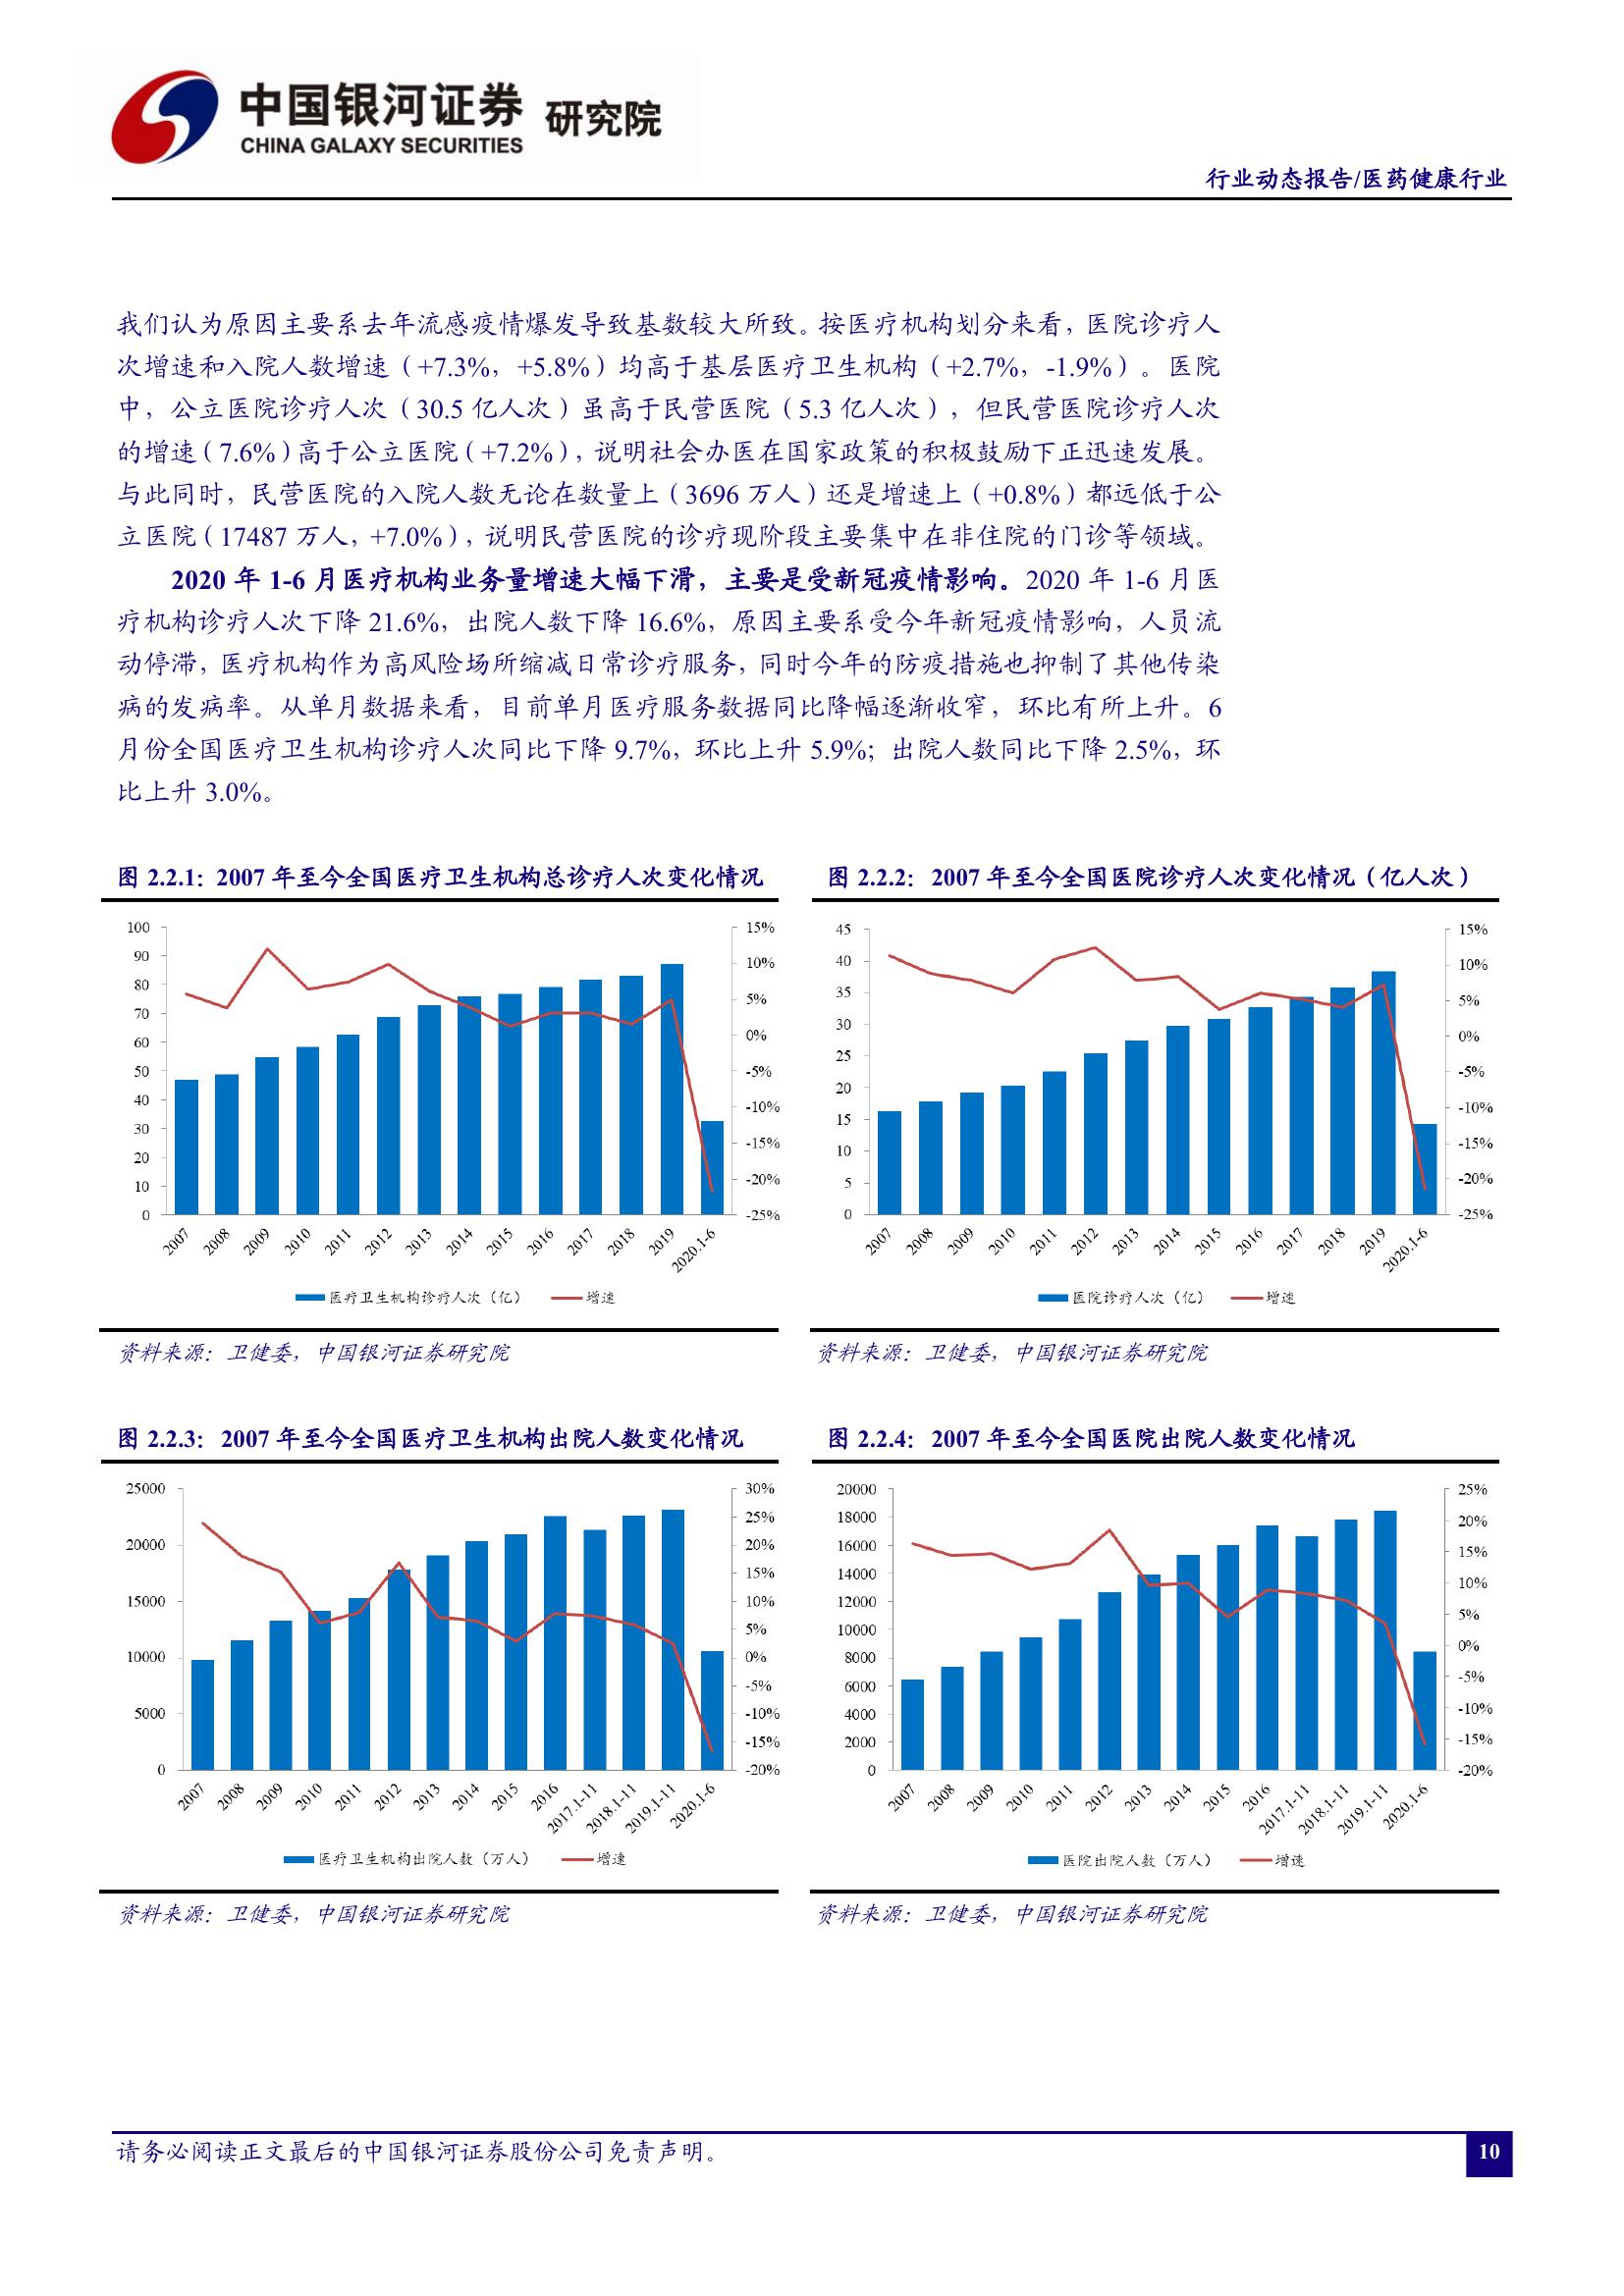 中国银河证券 研究院
CHINA GALAXY SECURITIES
行业动态报告/医药健康行业
我们认为原因主要系去年流感疫情爆发导致基数较大所致。按医疗机构划分来看，医院诊疗人
次增速和入院人数增速（+7.3%，+5.8%）均高于基层医疗卫生机构（+2.7%，-1.9%）。医院
中，公立医院诊疗人次（30.5 亿人次）虽高于民营医院（5.3 亿人次），但民营医院诊疗人次
的增速（7.6%）高于公立医院（+7.2%），说明社会办医在国家政策的积极鼓励下正迅速发展。
与此同时，民营医院的入院人数无论在数量上（3696 万人）还是增速上（+0.8%）都远低于公
立医院（17487 万人，+7.0%），说明民营医院的诊疗现阶段主要集中在非住院的门诊等领域。
2020 年 1-6 月医疗机构业务量增速大幅下滑，主要是受新冠疫情影响。2020 年 1-6 月医
疗机构诊疗人次下降 21.6%，出院人数下降 16.6%，原因主要系受今年新冠疫情影响，人员流
动停滞，医疗机构作为高风险场所缩减日常诊疗服务，同时今年的防疫措施也抑制了其他传染
病的发病率。从单月数据来看，目前单月医疗服务数据同比降幅逐渐收窄，环比有所上升。6
月份全国医疗卫生机构诊疗人次同比下降 9.7%，环比上升 5.9%；出院人数同比下降 2.5%，环
比上升 3.0%。
图 2.2.1：2007 年至今全国医疗卫生机构总诊疗人次变化情况
100
90
80
70
60
50
40
30
20
10
0
15%
10%
5%
0%
-5%
-10%
-15%
-20%
-25%
2007 2008 2009 2010 2011 2012 2013 2014 2015 2016 2017 2018 2019 2020.1-6
医疗卫生机构诊疗人次（亿） 增速
资料来源：卫健委，中国银河证券研究院
图 2.2.2：2007 年至今全国医院诊疗人次变化情况（亿人次）
45
40
35
30
25
20
15
10
5
0
15%
10%
5%
0%
-5%
-10%
-15%
-20%
-25%
2007 2008 2009 2010 2011 2012 2013 2014 2015 2016 2017 2018 2019 2020.1-6
医院诊疗人次（亿） 增速
资料来源：卫健委，中国银河证券研究院
图 2.2.3：2007 年至今全国医疗卫生机构出院人数变化情况
25000
20000
15000
10000
5000
0
30%
25%
20%
15%
10%
5%
0%
-5%
-10%
-15%
-20%
2007 2008 2009 2010 2011 2012 2013 2014 2015 2016 2017.1-11 2018.1-11 2019.1-11 2020.1-6
医疗卫生机构出院人数（万人） 增速
资料来源：卫健委，中国银河证券研究院
图 2.2.4：2007 年至今全国医院出院人数变化情况
20000
18000
16000
14000
12000
10000
8000
6000
4000
2000
0
25%
20%
15%
10%
5%
0%
-5%
-10%
-15%
-20%
2007 2008 2009 2010 2011 2012 2013 2014 2015 2016 2017.1-11 2018.1-11 2019.1-11 2020.1-6
医院出院人数（万人） 增速
资料来源：卫健委，中国银河证券研究院
请务必阅读正文最后的中国银河证券股份公司免责声明。
10